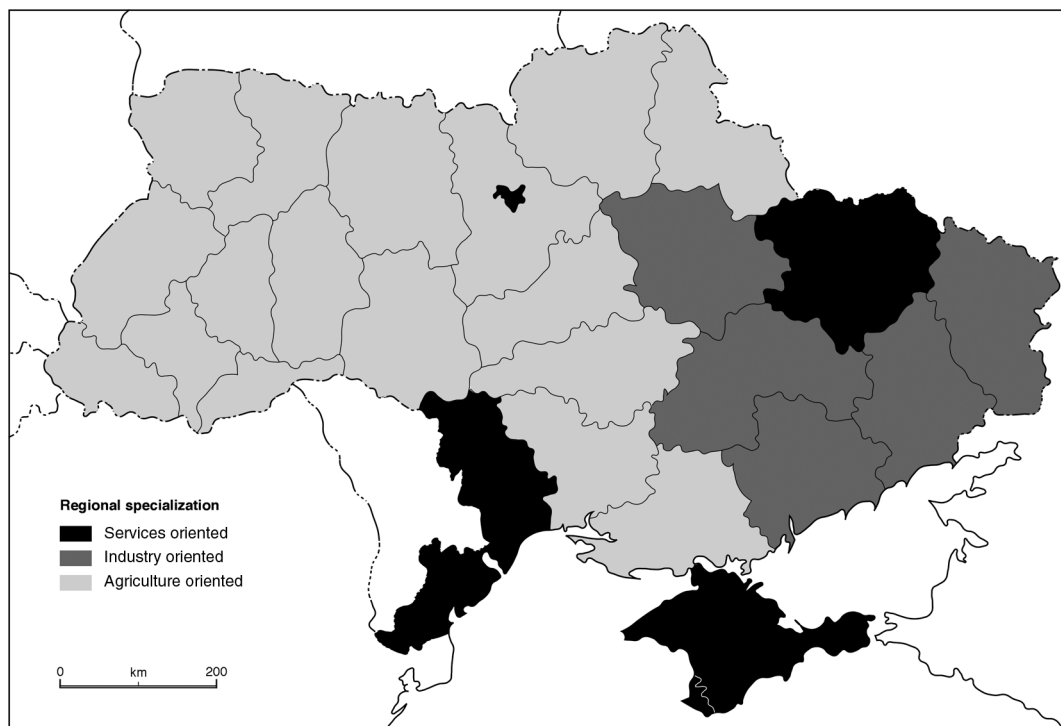 Regional specialization
Services oriented
Industry oriented
Agriculture oriented
0 km 200